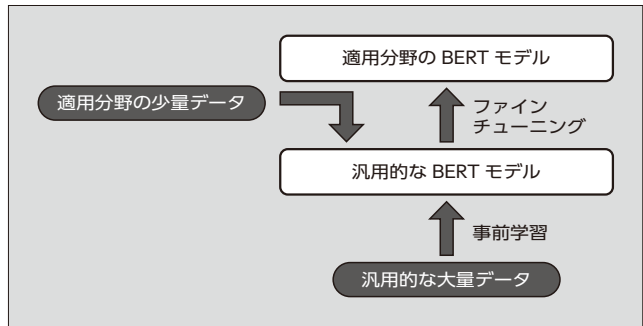 適用分野の BERT モデル
適用分野の少量データ
ファイン
チューニング
汎用的な BERT モデル
事前学習
汎用的な大量データ